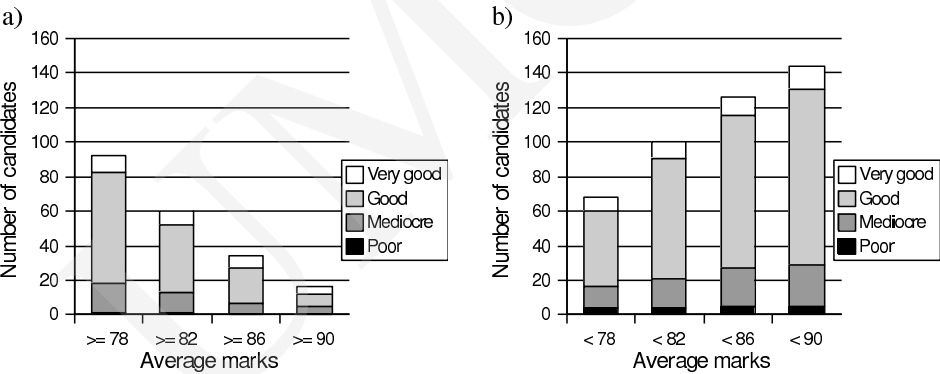 a)
160
140
120
100
80
60
40
20
0
Number of candidates
>= 78 >= 82 >= 86 >= 90
Average marks
Very good
Good
Mediocre
Poor
b)
160
140
120
100
80
60
40
20
0
Number of candidates
< 78 < 82 < 86 < 90
Average marks
Very good
Good
Mediocre
Poor